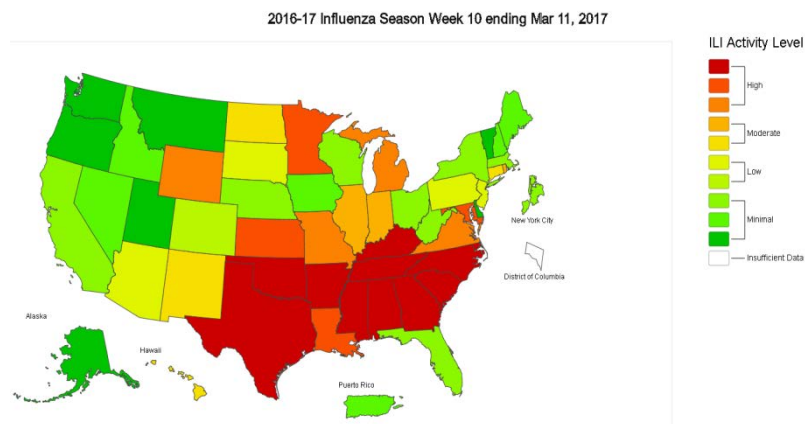 2016-17 Influenza Season Week 10 ending Mar 11, 2017
ILI Activity Level
High
Moderate
Low
Minimal
Insufficient Data
New York City
District of Columbia
Alaska
Hawaii
Puerto Rico